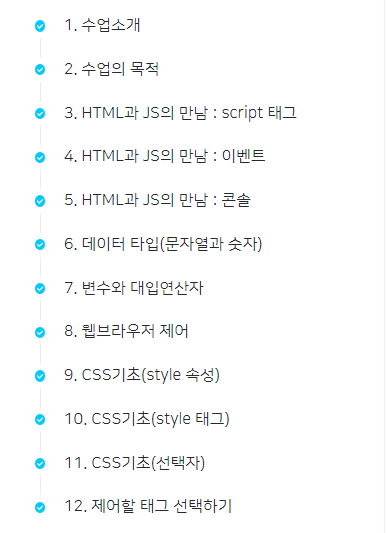 1. 수업소개
2. 수업의 목적
3. HTML과 JS의 만남 : script 태그
4. HTML과 JS의 만남 : 이벤트
5. HTML과 JS의 만남 : 콘솔
6. 데이터 타입(문자열과 숫자)
7. 변수와 대입연산자
8. 웹브라우저 제어
9. CSS기초(style 속성)
10. CSS기초(style 태그)
11. CSS기초(선택자)
12. 제어할 태그 선택하기